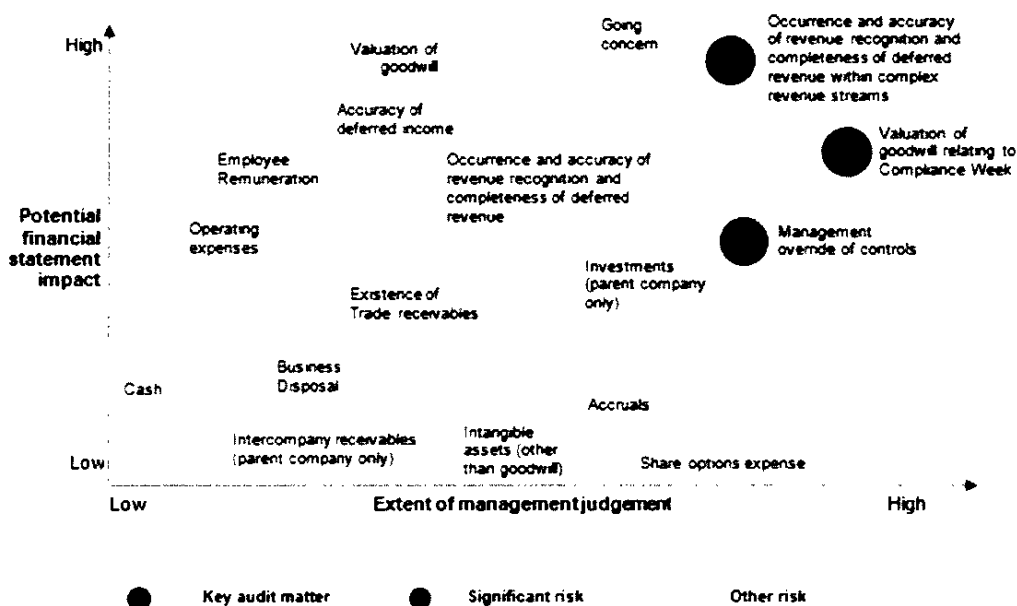 High
Going
concern
Valuation of
goodwill
Occurrence and accuracy
of revenue recognition and
completeness of deferred
revenue within complex
revenue streams
Accuracy of
deferred income
Valuation of
goodwill relating to
Compliance Week
Employee
Remuneration
Occurrence and accuracy of
revenue recognition and
completeness of deferred
revenue
Potential
financial
statement
impact
Operating
expenses
Management
override of controls
Investments
(parent company
only)
Existence of
Trade receivables
Business
Disposal
Cash
Accruals
Intercompany receivables
(parent company only)
Intangible
assets (other
than goodwill)
Share options expense
Low
Low
Extent of management judgement
High
Key audit matter
Significant risk
Other risk